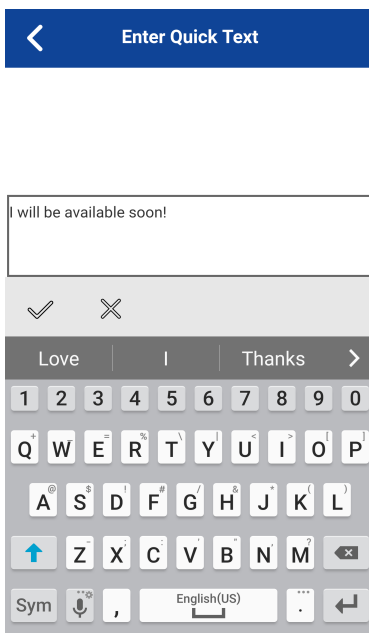 Enter Quick Text
I will be available soon!
Love I Thanks
1 2 3 4 5 6 7 8 9 0
+ = % \ | < > [ ]
Q W E R T Y U I O P
@ $ ! # / & * ( )
A S D F G H J K L
- ' : ; ' " , ?
Z X C V B N M
Sym , English(US) .